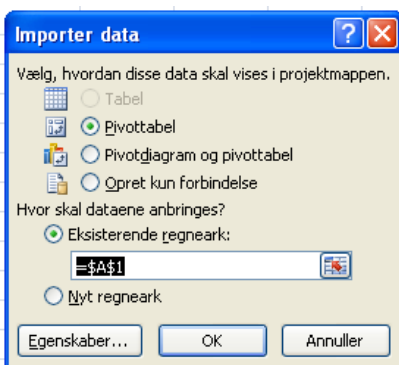 Importer data
Vælg, hvordan disse data skal vises i projektmappen.
Tabel
Pivottabel
Pivotdiagram og pivottabel
Opret kun forbindelse
Hvor skal dataene anbringes?
Eksisterende regneark:
=$A$1
Nyt regneark
Egenskaber... OK Annuller